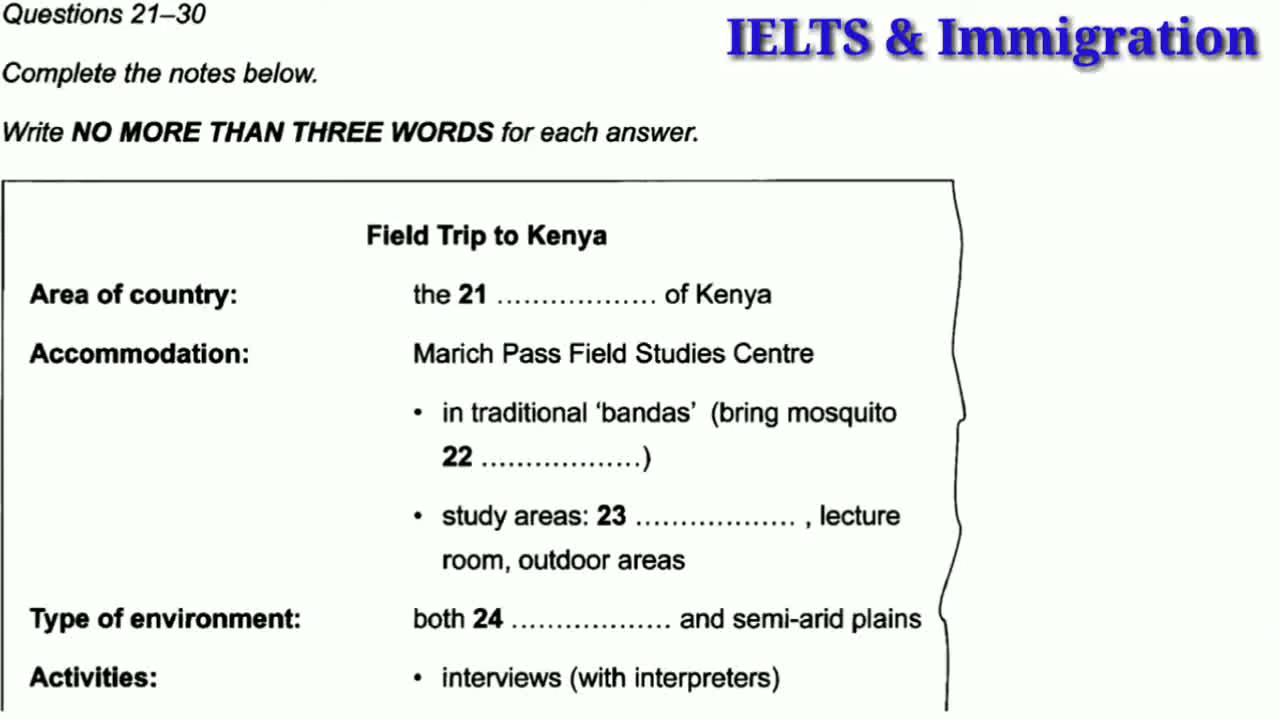 Questions 21–30
IELTS & Immigration
Complete the notes below.
Write NO MORE THAN THREE WORDS for each answer.
Field Trip to Kenya
Area of country: the 21 .................. of Kenya
Accommodation: Marich Pass Field Studies Centre
• in traditional ‘bandas’ (bring mosquito
22 ..................)
• study areas: 23 .................. , lecture
room, outdoor areas
Type of environment: both 24 .................. and semi-arid plains
Activities: • interviews (with interpreters)